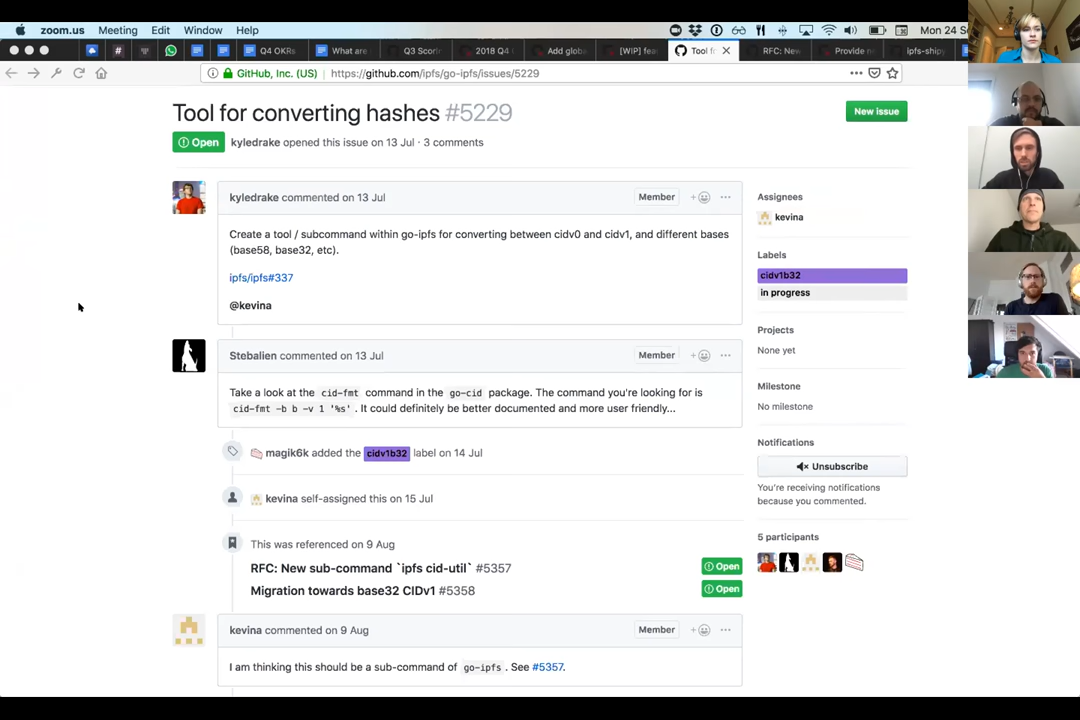 zoom.us Meeting Edit Window Help Mon 24 S
Q4 OKRs What are Q3 Scori 2018 Q4 Add glob [WIP] fea Tool f RFC: Nev Provide n ipfs-shipy
GitHub, Inc. (US) https://github.com/ipfs/go-ipfs/issues/5229
Tool for converting hashes #5229
New issue
Open kyledrake opened this issue on 13 Jul · 3 comments
kyledrake commented on 13 Jul Member
Create a tool / subcommand within go-ipfs for converting between cidv0 and cidv1, and different bases
(base58, base32, etc).
ipfs/ipfs#337
@kevina
Stebalien commented on 13 Jul Member
Take a look at the cid-fmt command in the go-cid package. The command you're looking for is
cid-fmt -b b -v 1 '%s'. It could definitely be better documented and more user friendly...
magik6k added the cidv1b32 label on 14 Jul
kevina self-assigned this on 15 Jul
This was referenced on 9 Aug
RFC: New sub-command `ipfs cid-util` #5357 Open
Migration towards base32 CIDv1 #5358 Open
kevina commented on 9 Aug Member
I am thinking this should be a sub-command of go-ipfs. See #5357.
Assignees
kevina
Labels
cidv1b32
in progress
Projects
None yet
Milestone
No milestone
Notifications
Unsubscribe
You're receiving notifications
because you commented.
5 participants